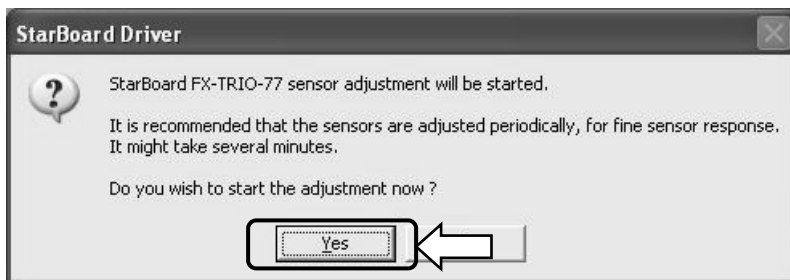 StarBoard Driver
StarBoard FX-TRIO-77 sensor adjustment will be started.
It is recommended that the sensors are adjusted periodically, for fine sensor response.
It might take several minutes.
Do you wish to start the adjustment now ?
Yes